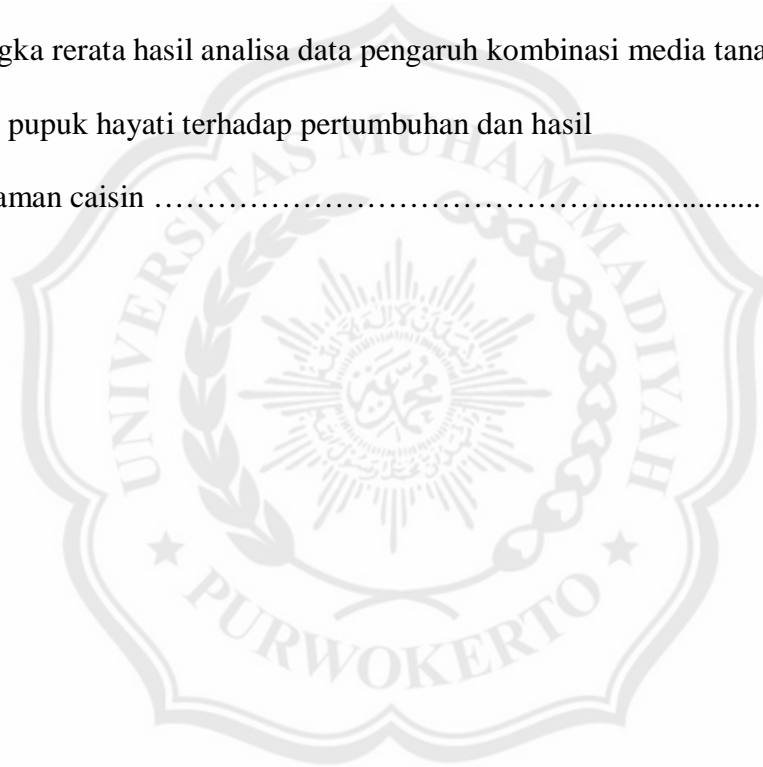 gka rerata hasil analisa data pengaruh kombinasi media tana
pupuk hayati terhadap pertumbuhan dan hasil
aman caisin ……………………………………......................
UNIVERSITAS MUHAMMADIYAH
PURWOKERTO